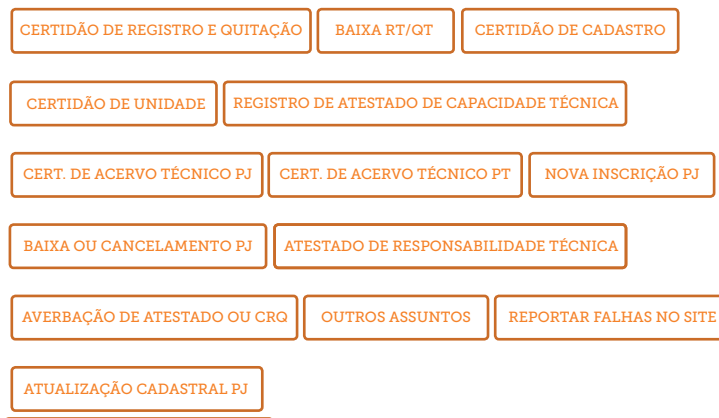 CERTIDÃO DE REGISTRO E QUITAÇÃO BAIXA RT/QT CERTIDÃO DE CADASTRO
CERTIDÃO DE UNIDADE REGISTRO DE ATESTADO DE CAPACIDADE TÉCNICA
CERT. DE ACERVO TÉCNICO PJ CERT. DE ACERVO TÉCNICO PT NOVA INSCRIÇÃO PJ
BAIXA OU CANCELAMENTO PJ ATESTADO DE RESPONSABILIDADE TÉCNICA
AVERBAÇÃO DE ATESTADO OU CRQ OUTROS ASSUNTOS REPORTAR FALHAS NO SITE
ATUALIZAÇÃO CADASTRAL PJ